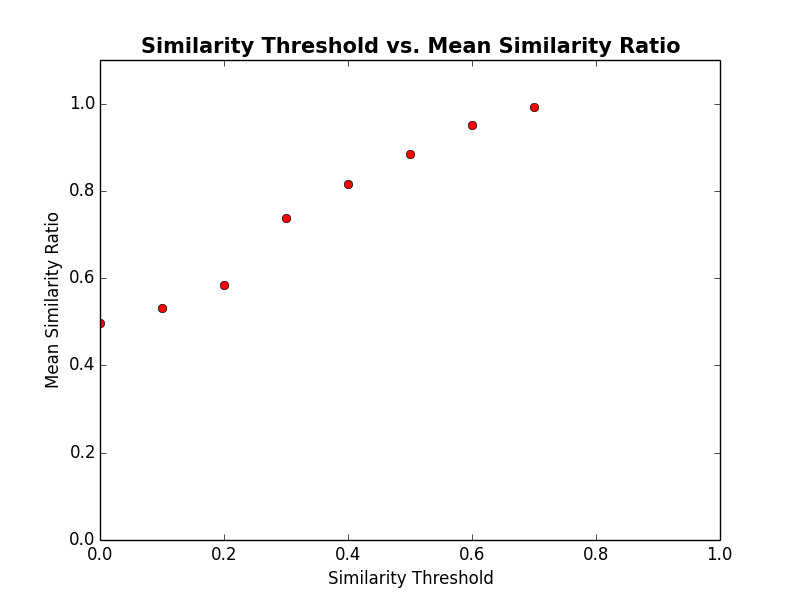 Similarity Threshold vs. Mean Similarity Ratio
1.0
0.8
0.6
0.4
0.2
0.0
Mean Similarity Ratio
0.0 0.2 0.4 0.6 0.8 1.0
Similarity Threshold